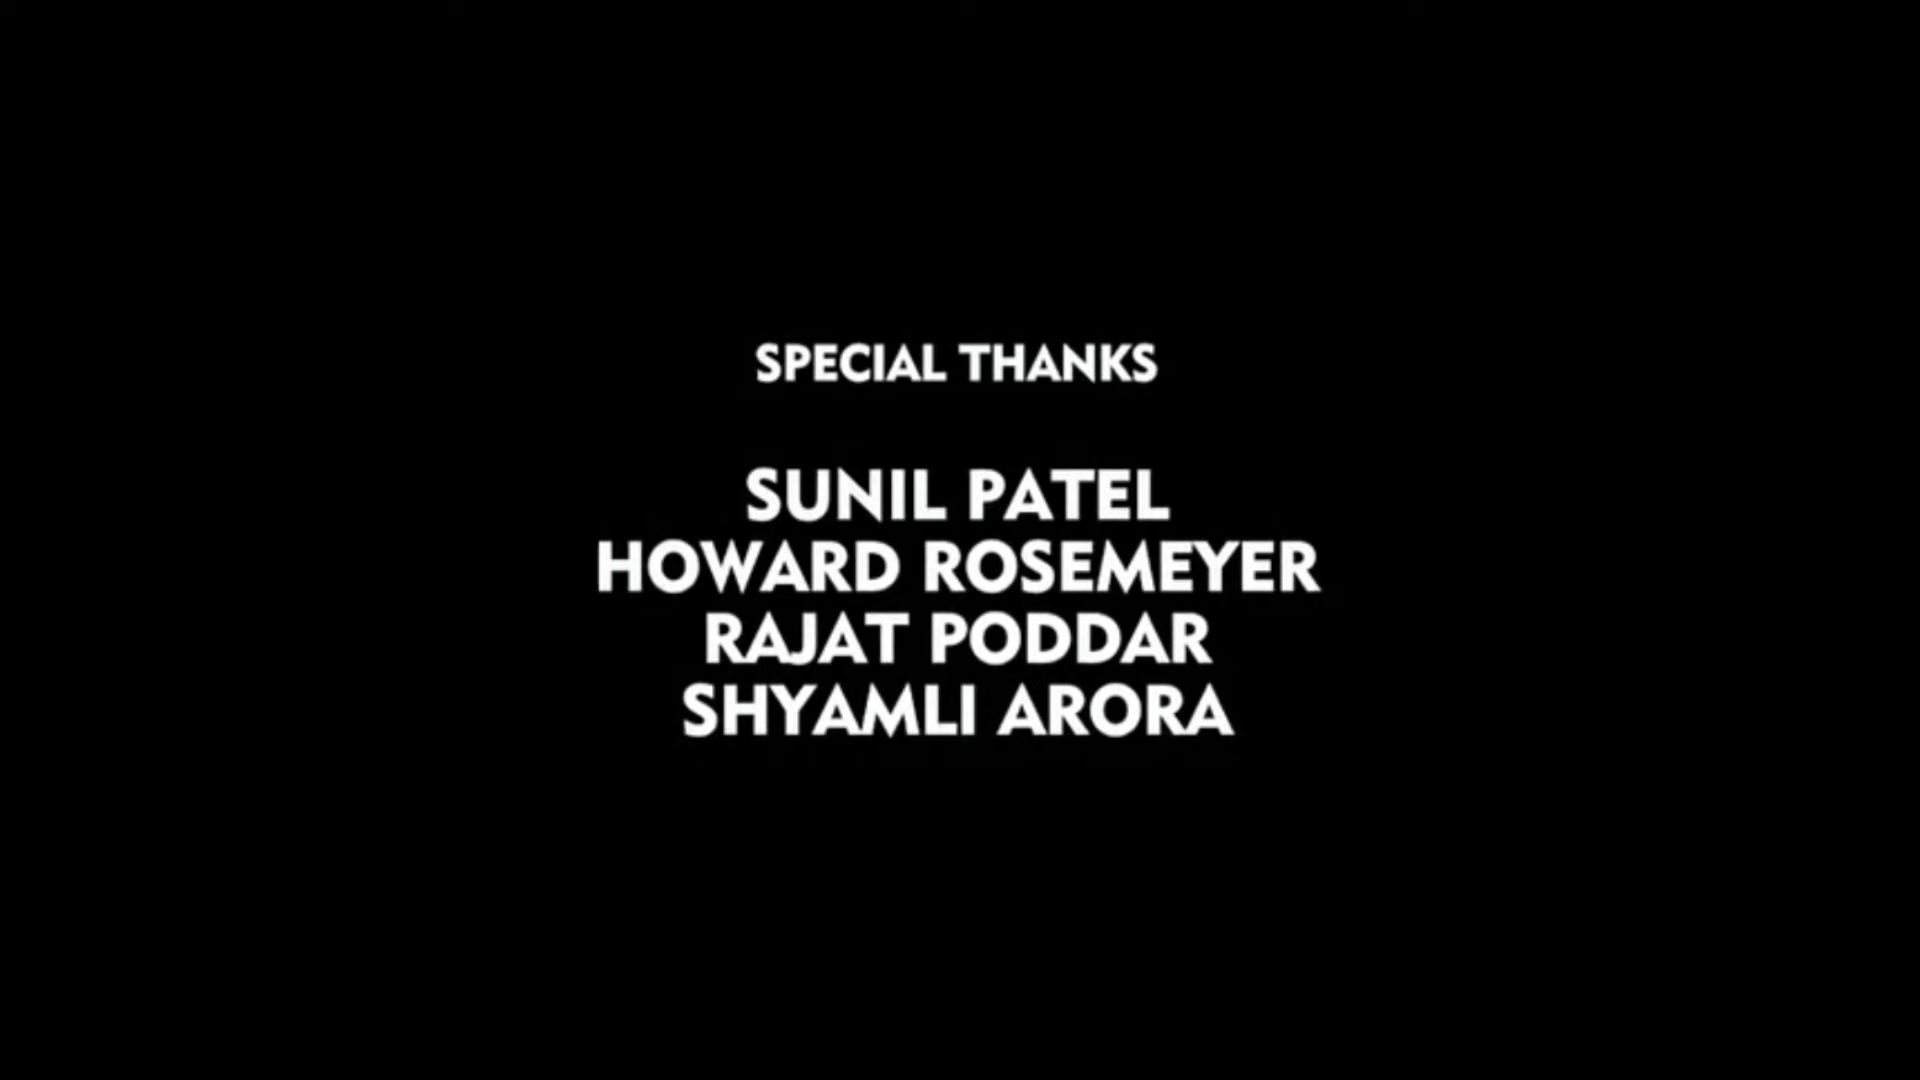 SPECIAL THANKS
SUNIL PATEL
HOWARD ROSEMEYER
RAJAT PODDAR
SHYAMLI ARORA